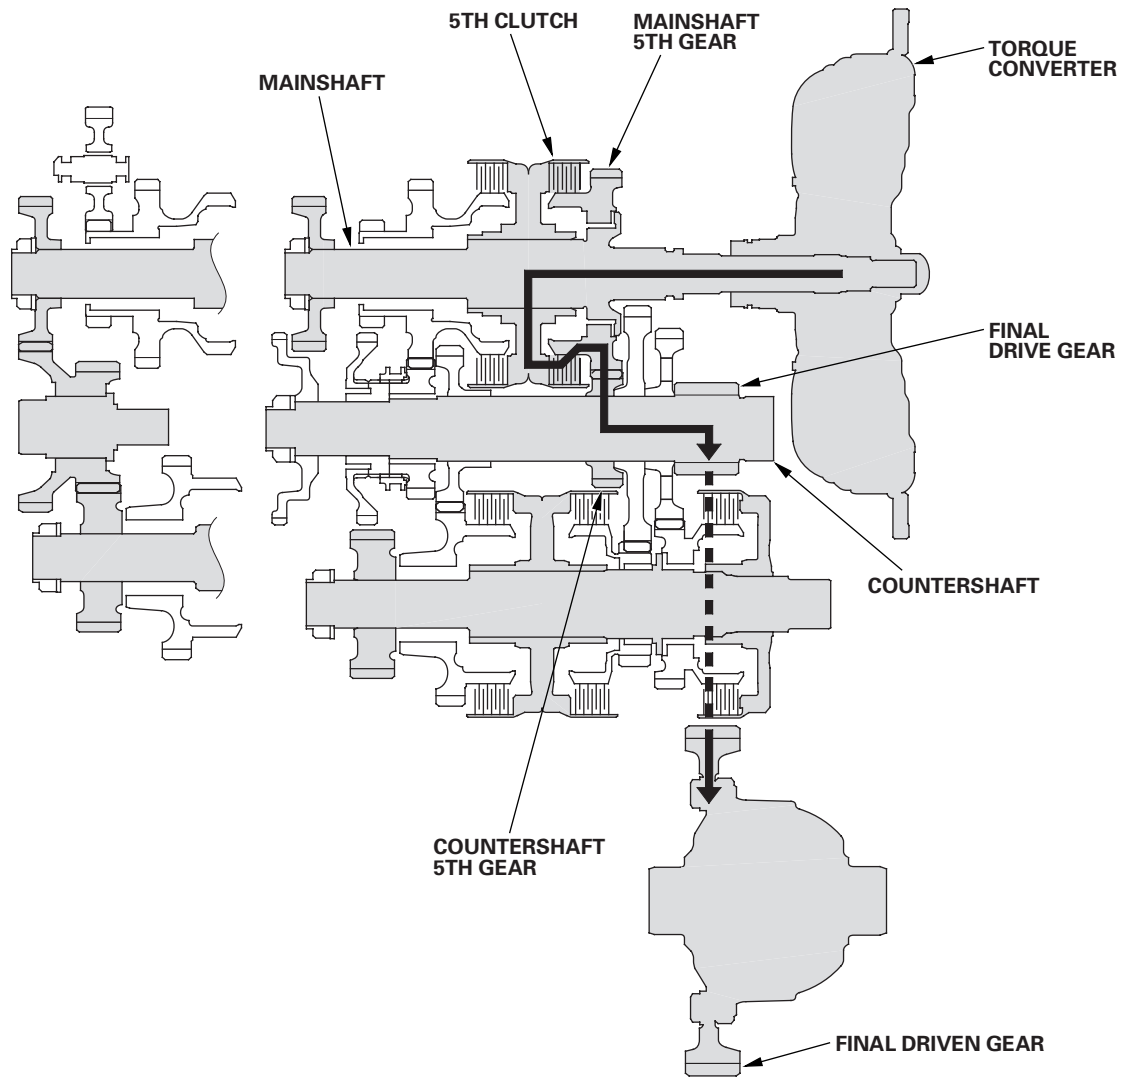 5TH CLUTCH
MAINSHAFT
5TH GEAR
TORQUE
CONVERTER
MAINSHAFT
FINAL
DRIVE GEAR
COUNTERSHAFT
COUNTERSHAFT
5TH GEAR
FINAL DRIVEN GEAR